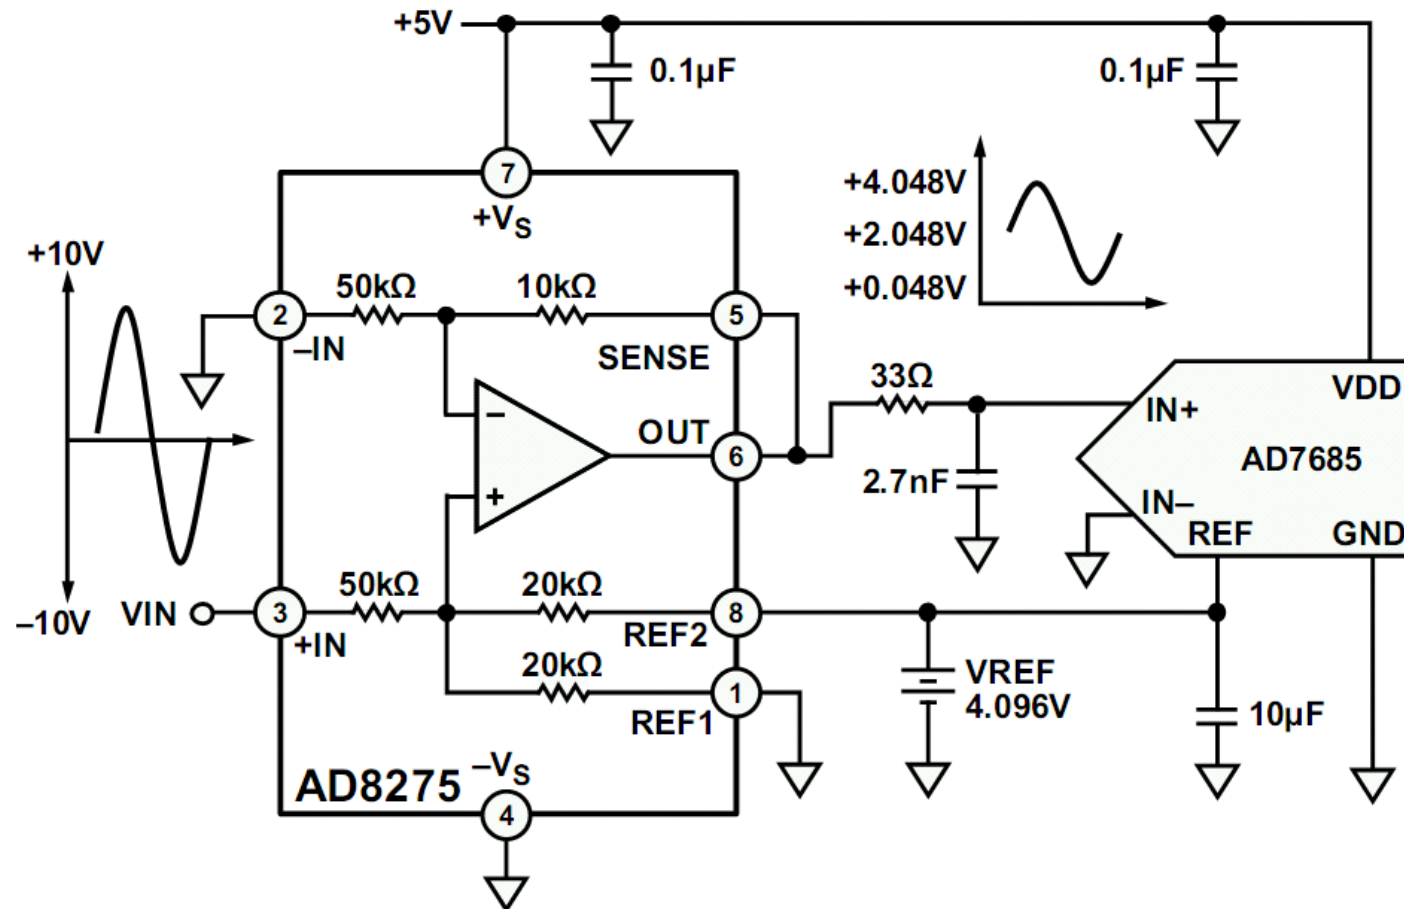 +5V
0.1µF
0.1µF
7
+VS
+4.048V
+2.048V
+0.048V
+10V
50kΩ
10kΩ
2
5
–IN
SENSE
33Ω
VDD
IN+
–
OUT
6
AD7685
2.7nF
+
IN–
REF
GND
50kΩ
20kΩ
–10V
VIN
3
8
+IN
REF2
20kΩ
VREF
4.096V
1
REF1
10µF
AD8275
–VS
4